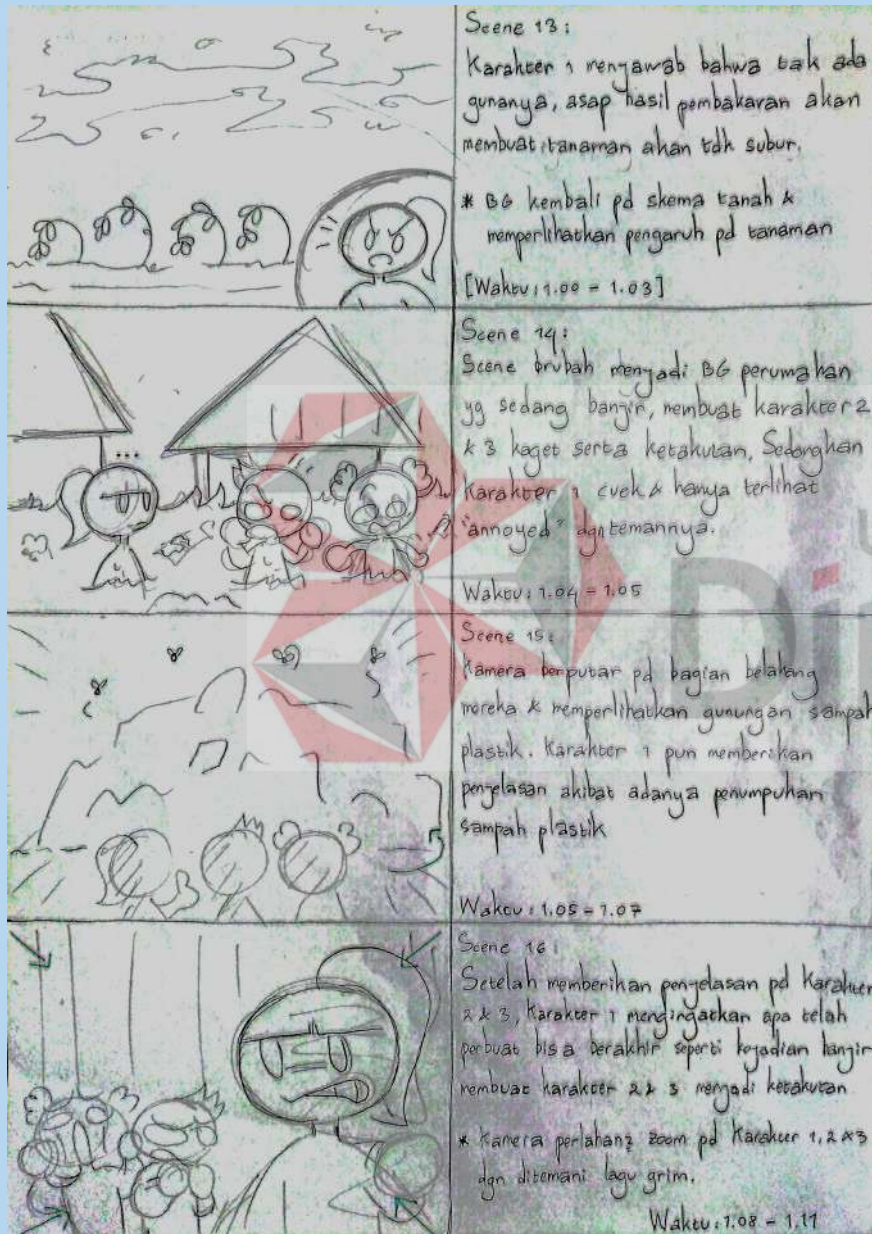 Scene 13:
Karakter 1 menjawab bahwa tak ada
gunanya, asap hasil pembakaran akan
membuat tanaman akan tdh subur.
* BG kembali pd skema tanah &
memperlihatkan pengaruh pd tanaman
[Waktu: 1.00 - 1.03]
Scene 14:
Scene brubah menjadi BG perumahan
yg sedang banjir, membuat karakter 2
& 3 kaget serta ketakutan, Sedangkan
karakter 1 cuek & hanya terlihat
"annoyed" dgn temannya.
Waktu: 1.04 - 1.05
Scene 15:
Kamera berputar pd bagian belakang
mereka & memperlihatkan gunungan sampah
plastik. Karakter 1 pun memberikan
penjelasan akibat adanya penumpukan
sampah plastik
Waktu: 1.05 - 1.07
Scene 16:
Setelah memberikan penjelasan pd Karakter
2 & 3, Karakter 1 mengingatkan apa telah
perbuat bisa berakhir seperti kejadian banjir
membuat karakter 2 & 3 menjadi ketakutan
* Kamera perlahan2 zoom pd Karakter 1, 2 & 3
dgn ditemani lagu grim.
Waktu: 1.08 - 1.11